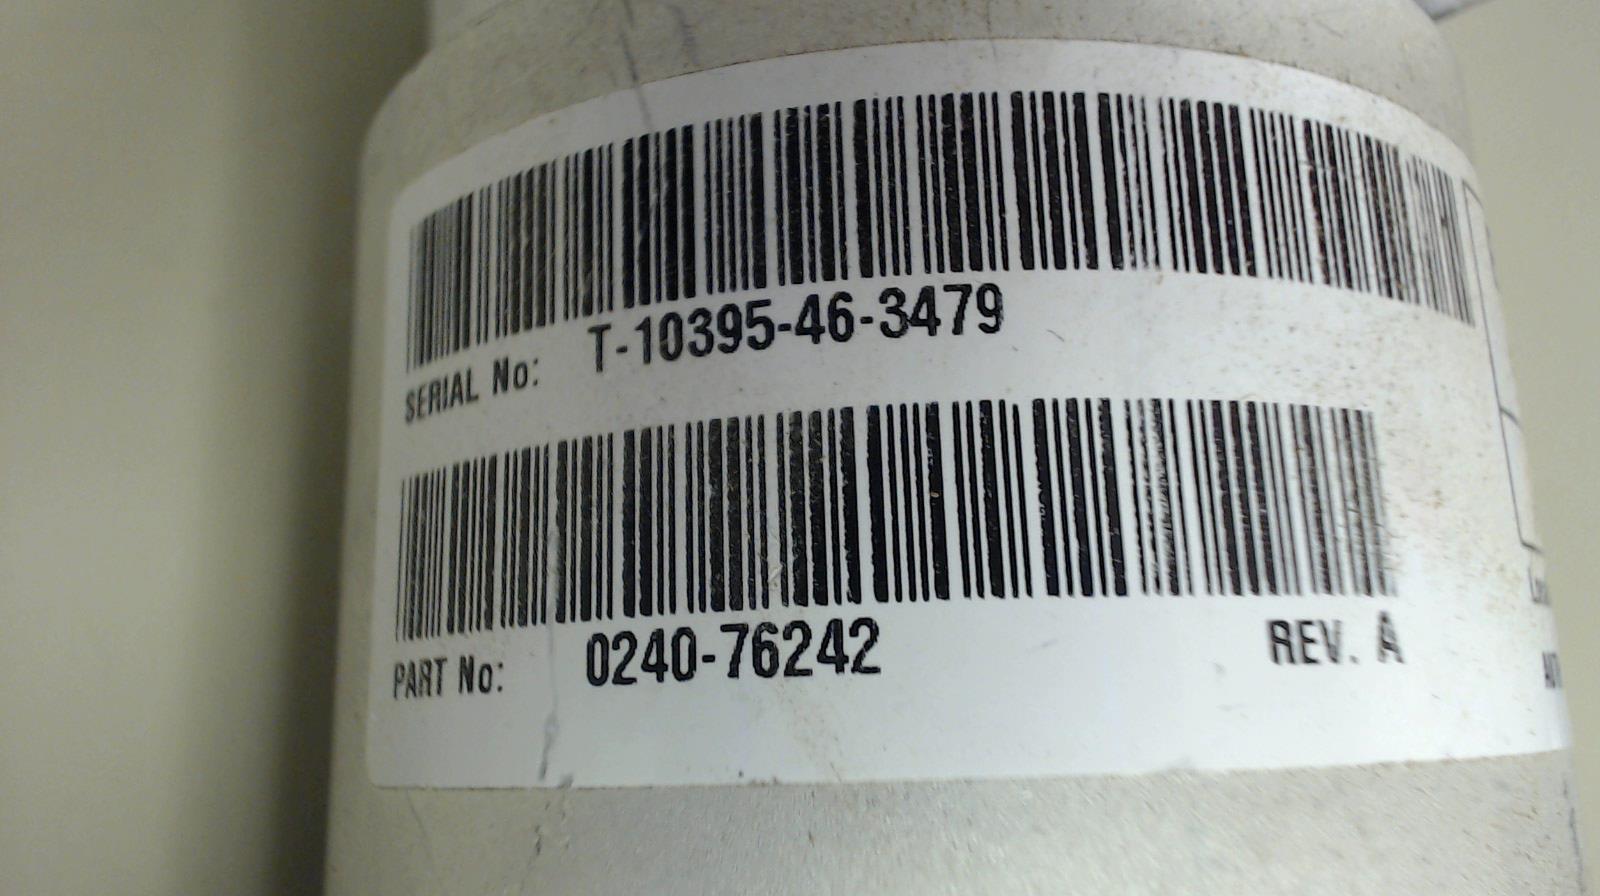 SERIAL No: T-10395-46-3479
PART No: 0240-76242 REV. A